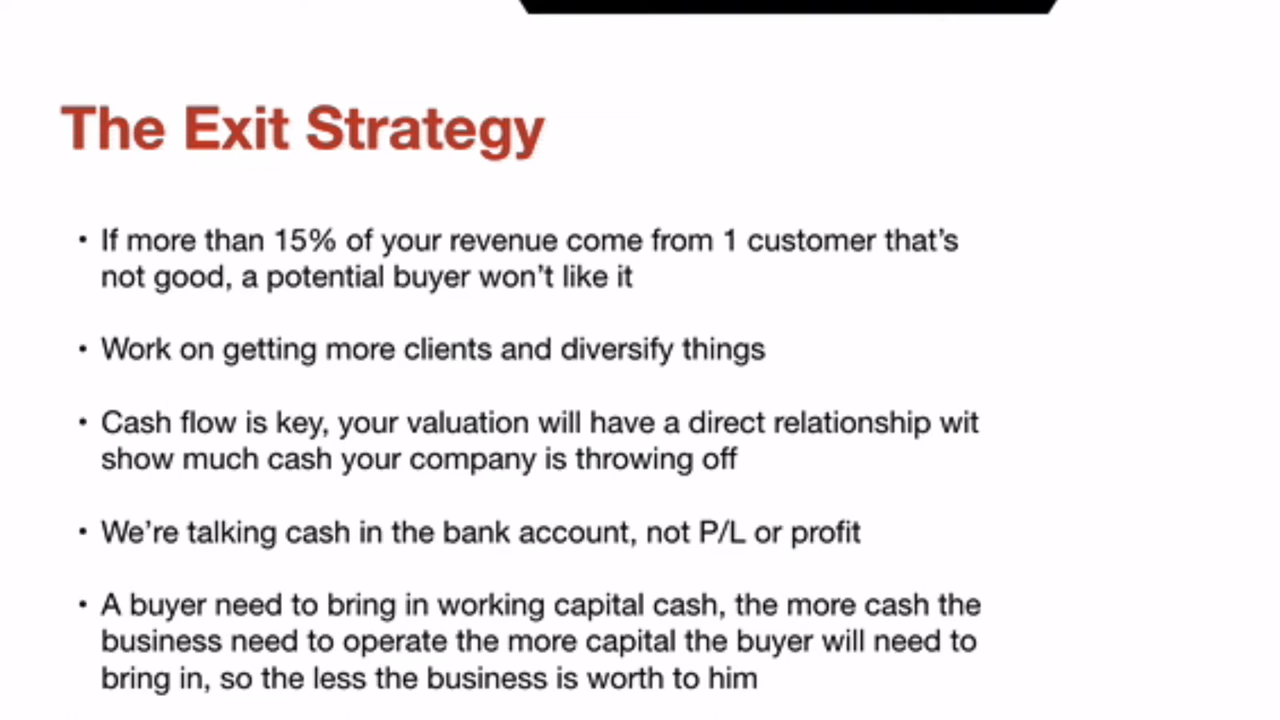 The Exit Strategy
• If more than 15% of your revenue come from 1 customer that's
not good, a potential buyer won't like it
• Work on getting more clients and diversify things
• Cash flow is key, your valuation will have a direct relationship wit
show much cash your company is throwing off
• We're talking cash in the bank account, not P/L or profit
• A buyer need to bring in working capital cash, the more cash the
business need to operate the more capital the buyer will need to
bring in, so the less the business is worth to him